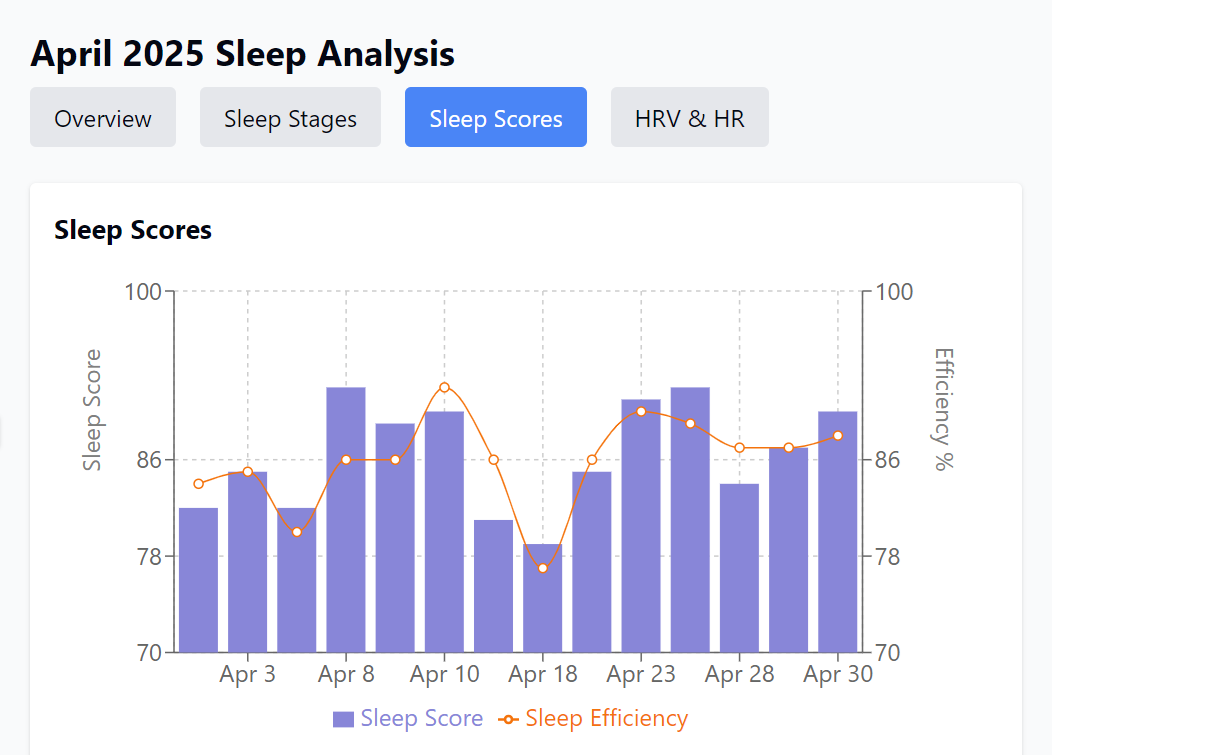 April 2025 Sleep Analysis
Overview
Sleep Stages
Sleep Scores
HRV & HR
Sleep Scores
100
86
78
70
Sleep Score
100
86
78
70
Efficiency %
Apr 3 Apr 8 Apr 10 Apr 18 Apr 23 Apr 28 Apr 30
Sleep Score Sleep Efficiency